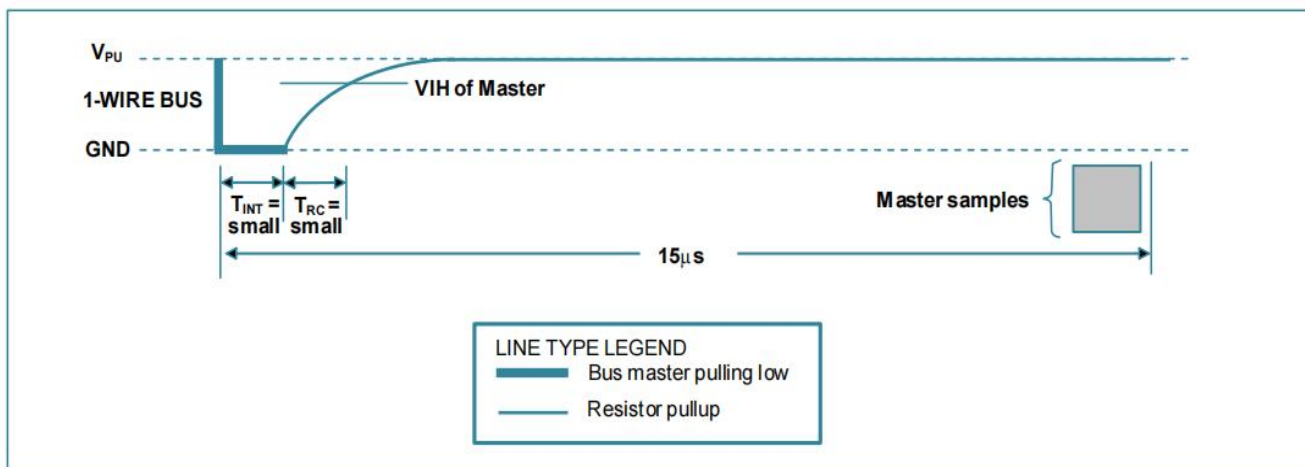 VPU
VIH of Master
1-WIRE BUS
GND
TINT = small
TRC = small
Master samples
15μs
LINE TYPE LEGEND
Bus master pulling low
Resistor pullup